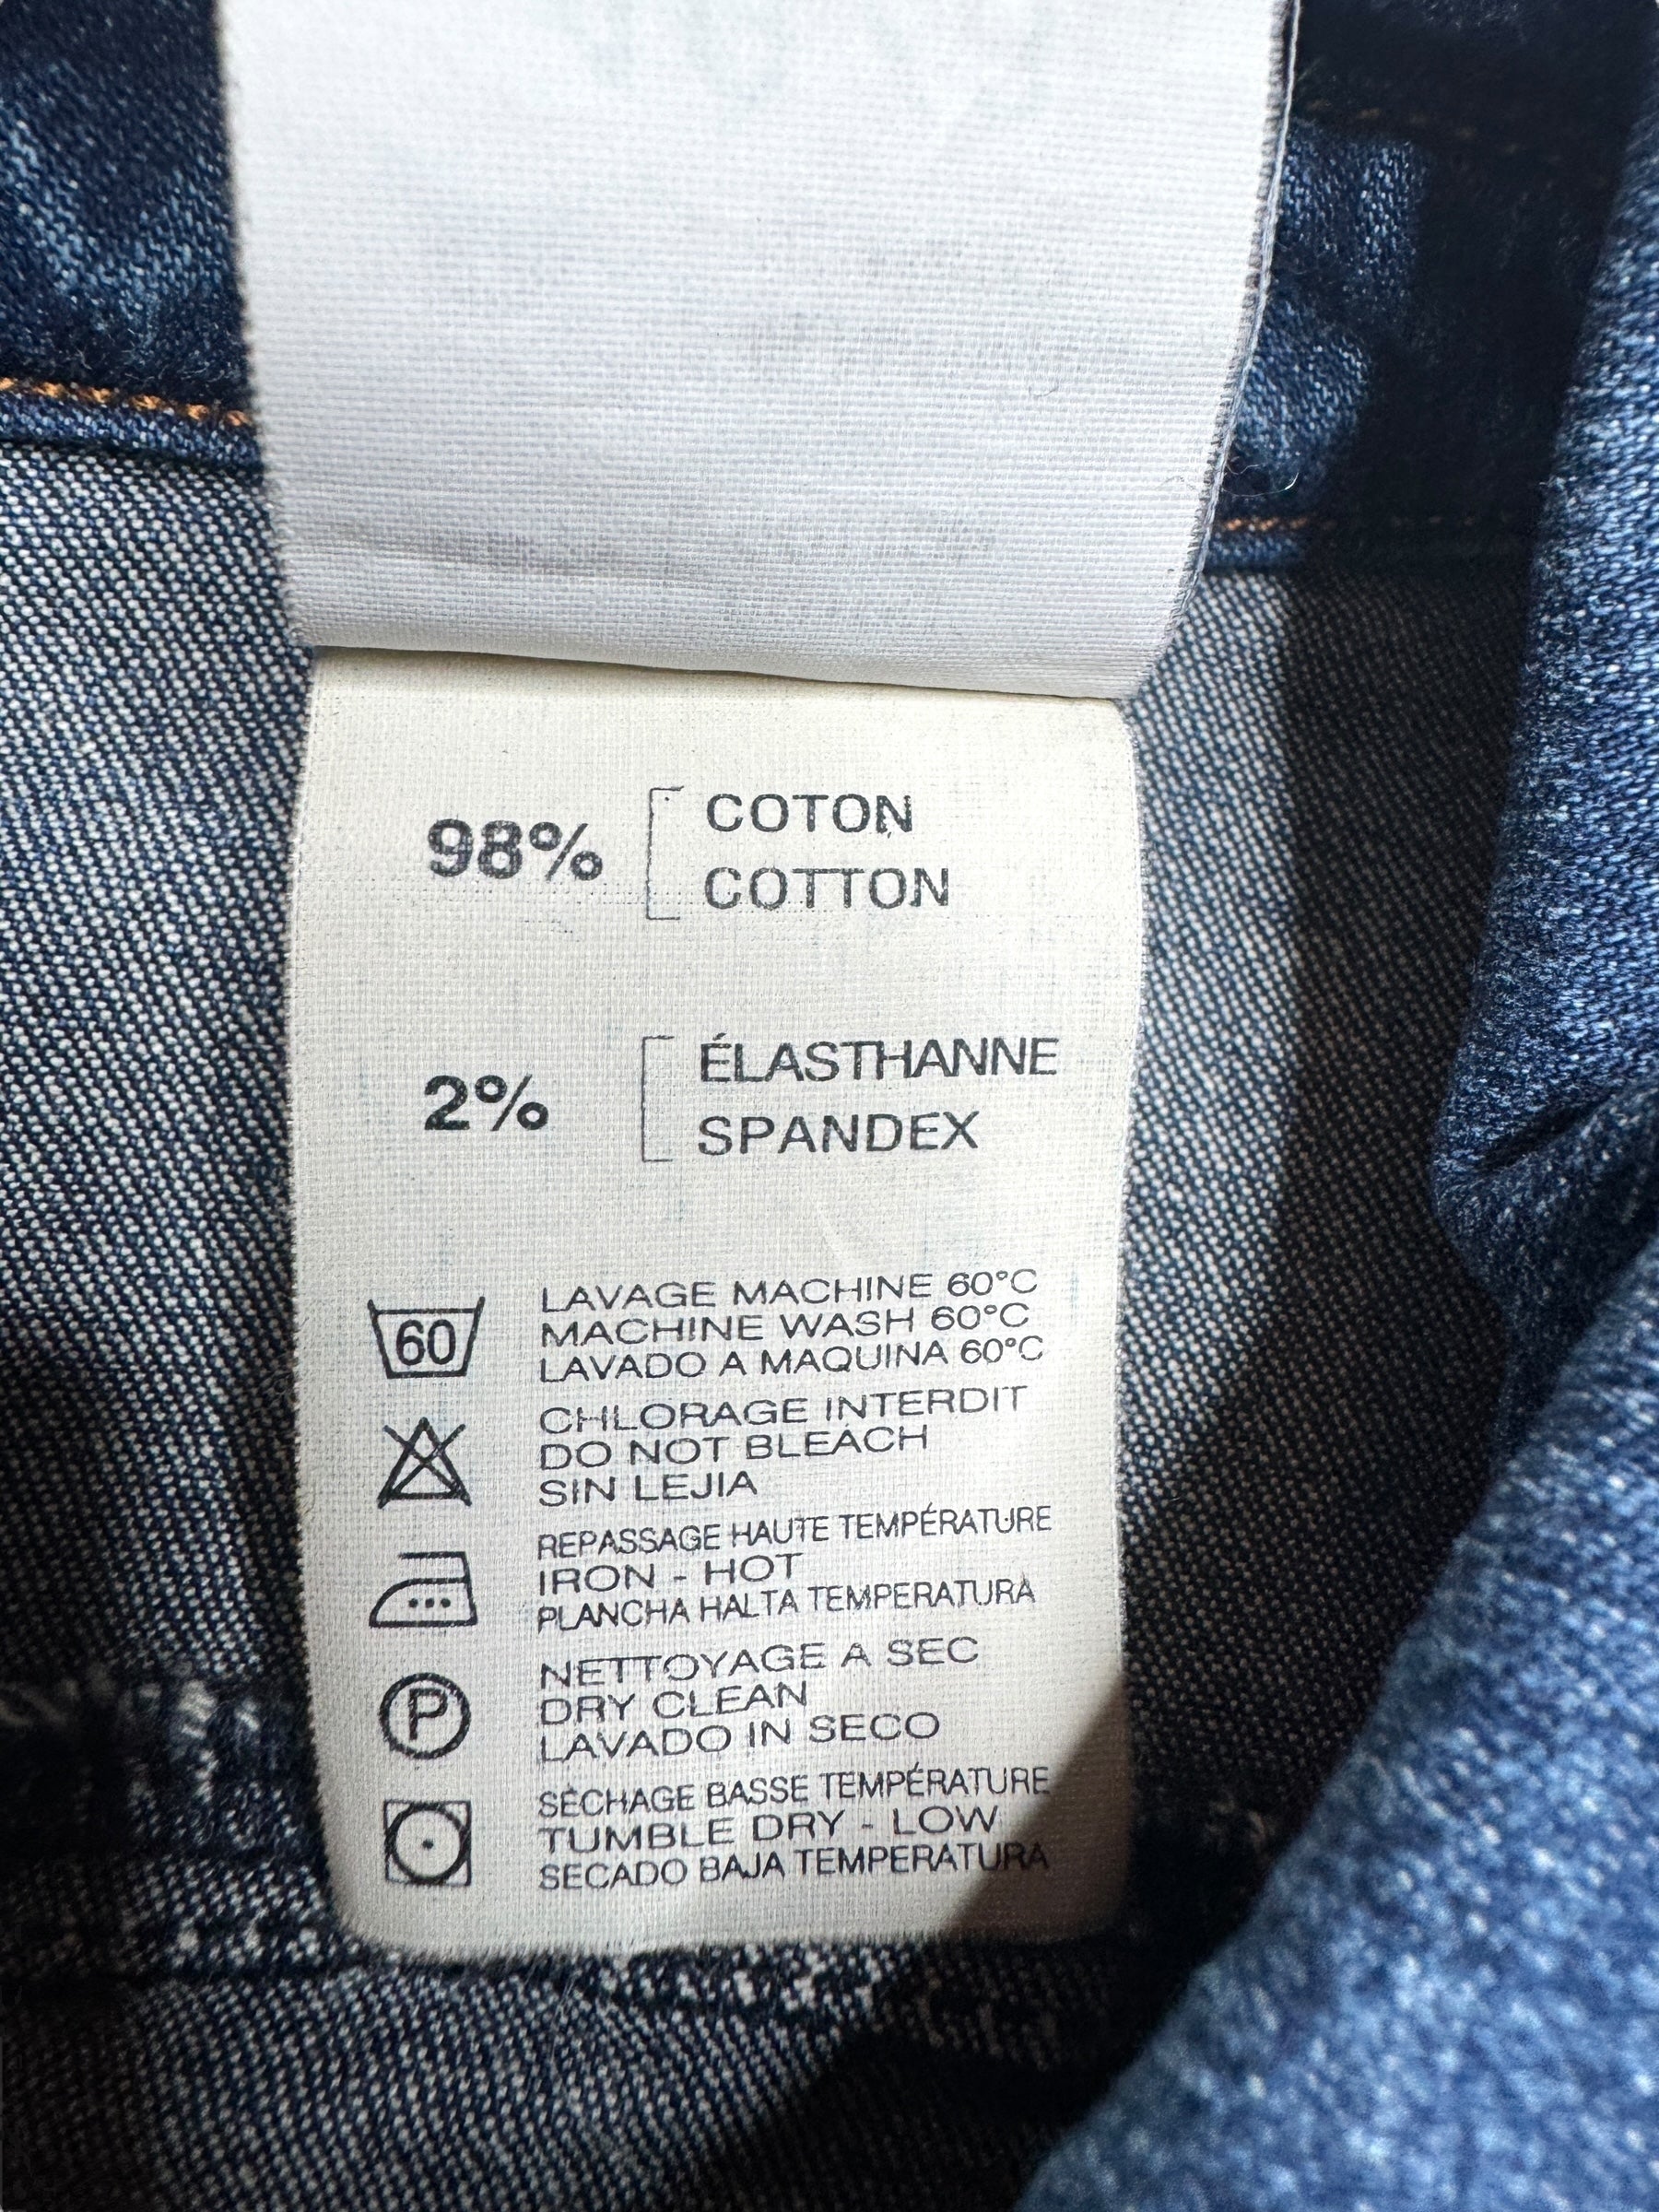 98% COTON
COTTON
2% ÉLASTHANNE
SPANDEX
60 LAVAGE MACHINE 60°C
MACHINE WASH 60°C
LAVADO A MAQUINA 60°C
CHLORAGE INTERDIT
DO NOT BLEACH
SIN LEJIA
REPASSAGE HAUTE TEMPÉRATURE
IRON - HOT
PLANCHA HALTA TEMPERATURA
P NETTOYAGE A SEC
DRY CLEAN
LAVADO IN SECO
SÉCHAGE BASSE TEMPÉRATURE
TUMBLE DRY - LOW
SECADO BAJA TEMPERATURA